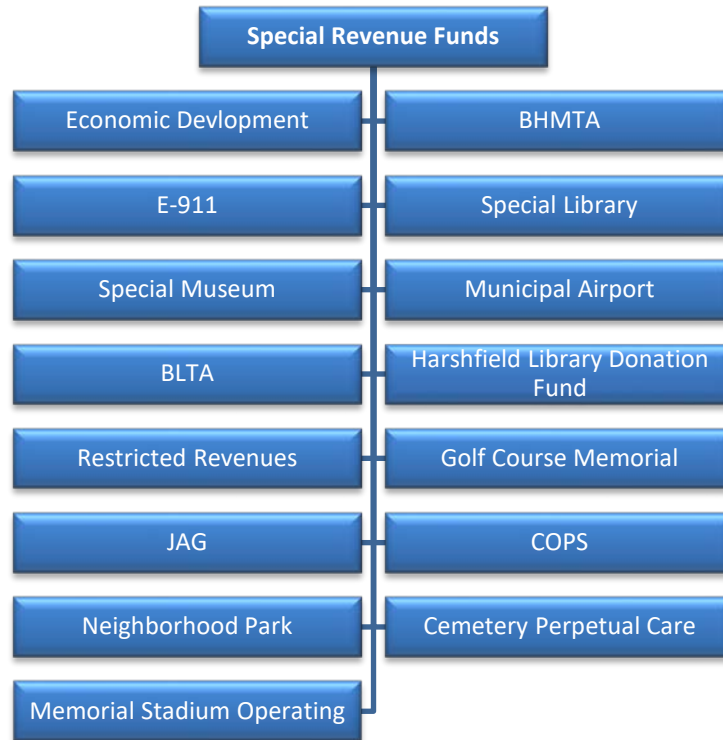 Special Revenue Funds
Economic Devlopment
BHMTA
E-911
Special Library
Special Museum
Municipal Airport
BLTA
Harshfield Library Donation
Fund
Restricted Revenues
Golf Course Memorial
JAG
COPS
Neighborhood Park
Cemetery Perpetual Care
Memorial Stadium Operating